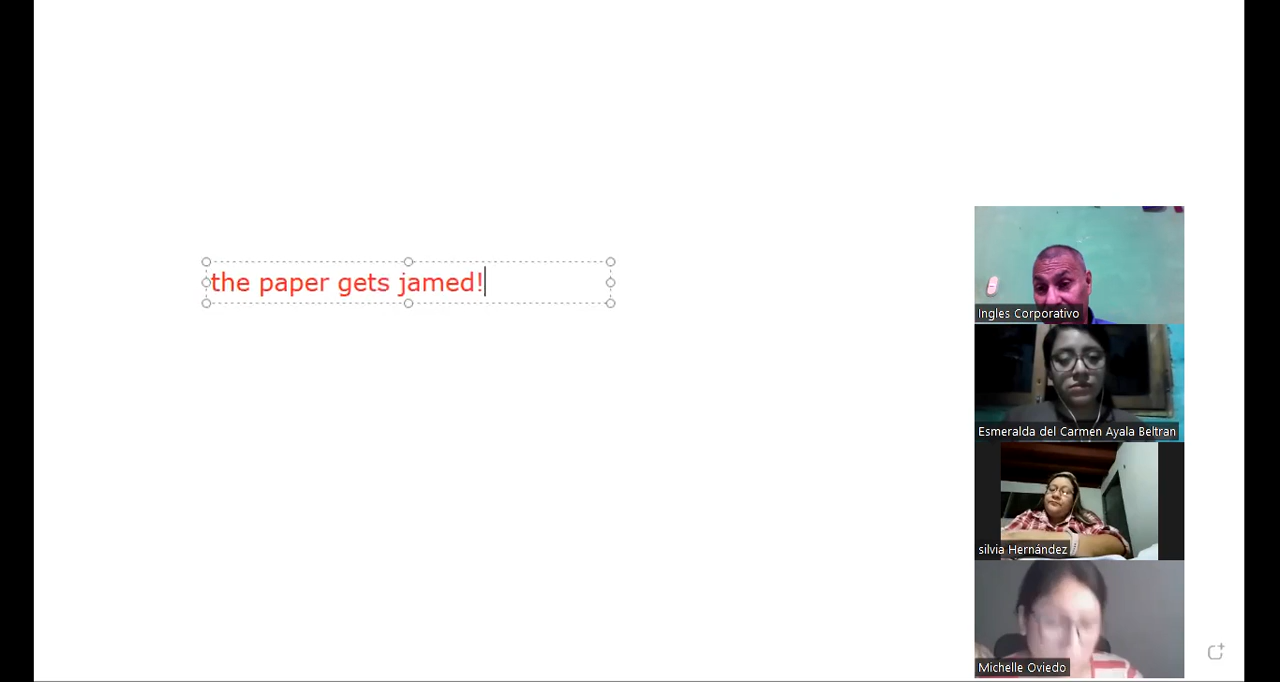 the paper gets jamed!
Ingles Corporativo
Esmeralda del Carmen Ayala Beltran
silvia Hernández
Michelle Oviedo